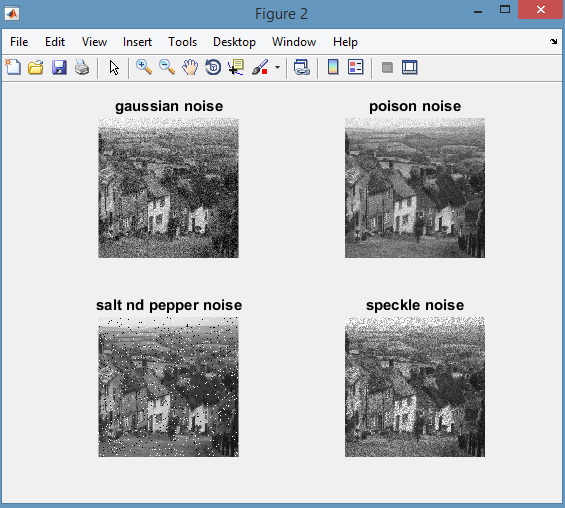 Figure 2
File Edit View Insert Tools Desktop Window Help
gaussian noise
poison noise
salt nd pepper noise
speckle noise